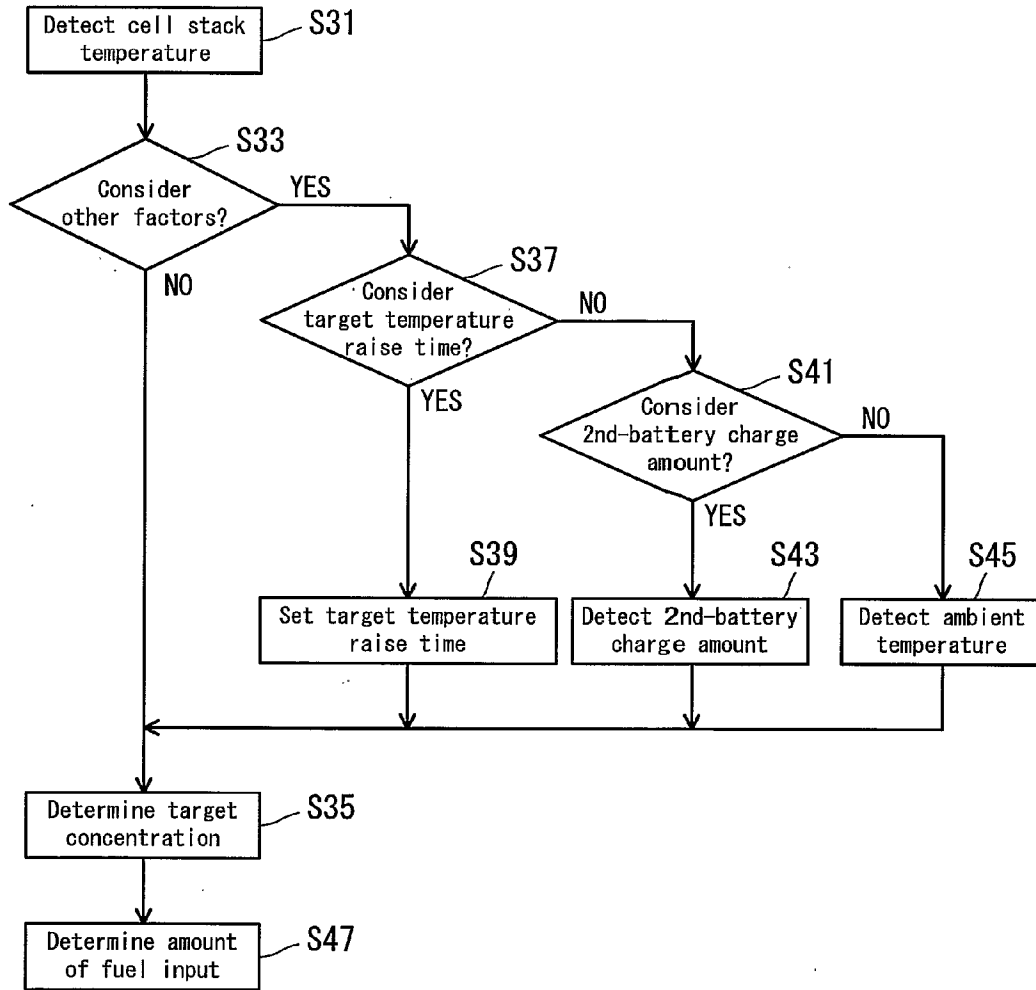 Detect cell stack
temperature
S31
S33
Consider
other factors?
YES
NO
S37
Consider
target temperature
raise time?
NO
YES
S41
Consider
2nd-battery charge
amount?
NO
YES
S39
Set target temperature
raise time
S43
Detect 2nd-battery
charge amount
S45
Detect ambient
temperature
Determine target
concentration
S35
Determine amount
of fuel input
S47